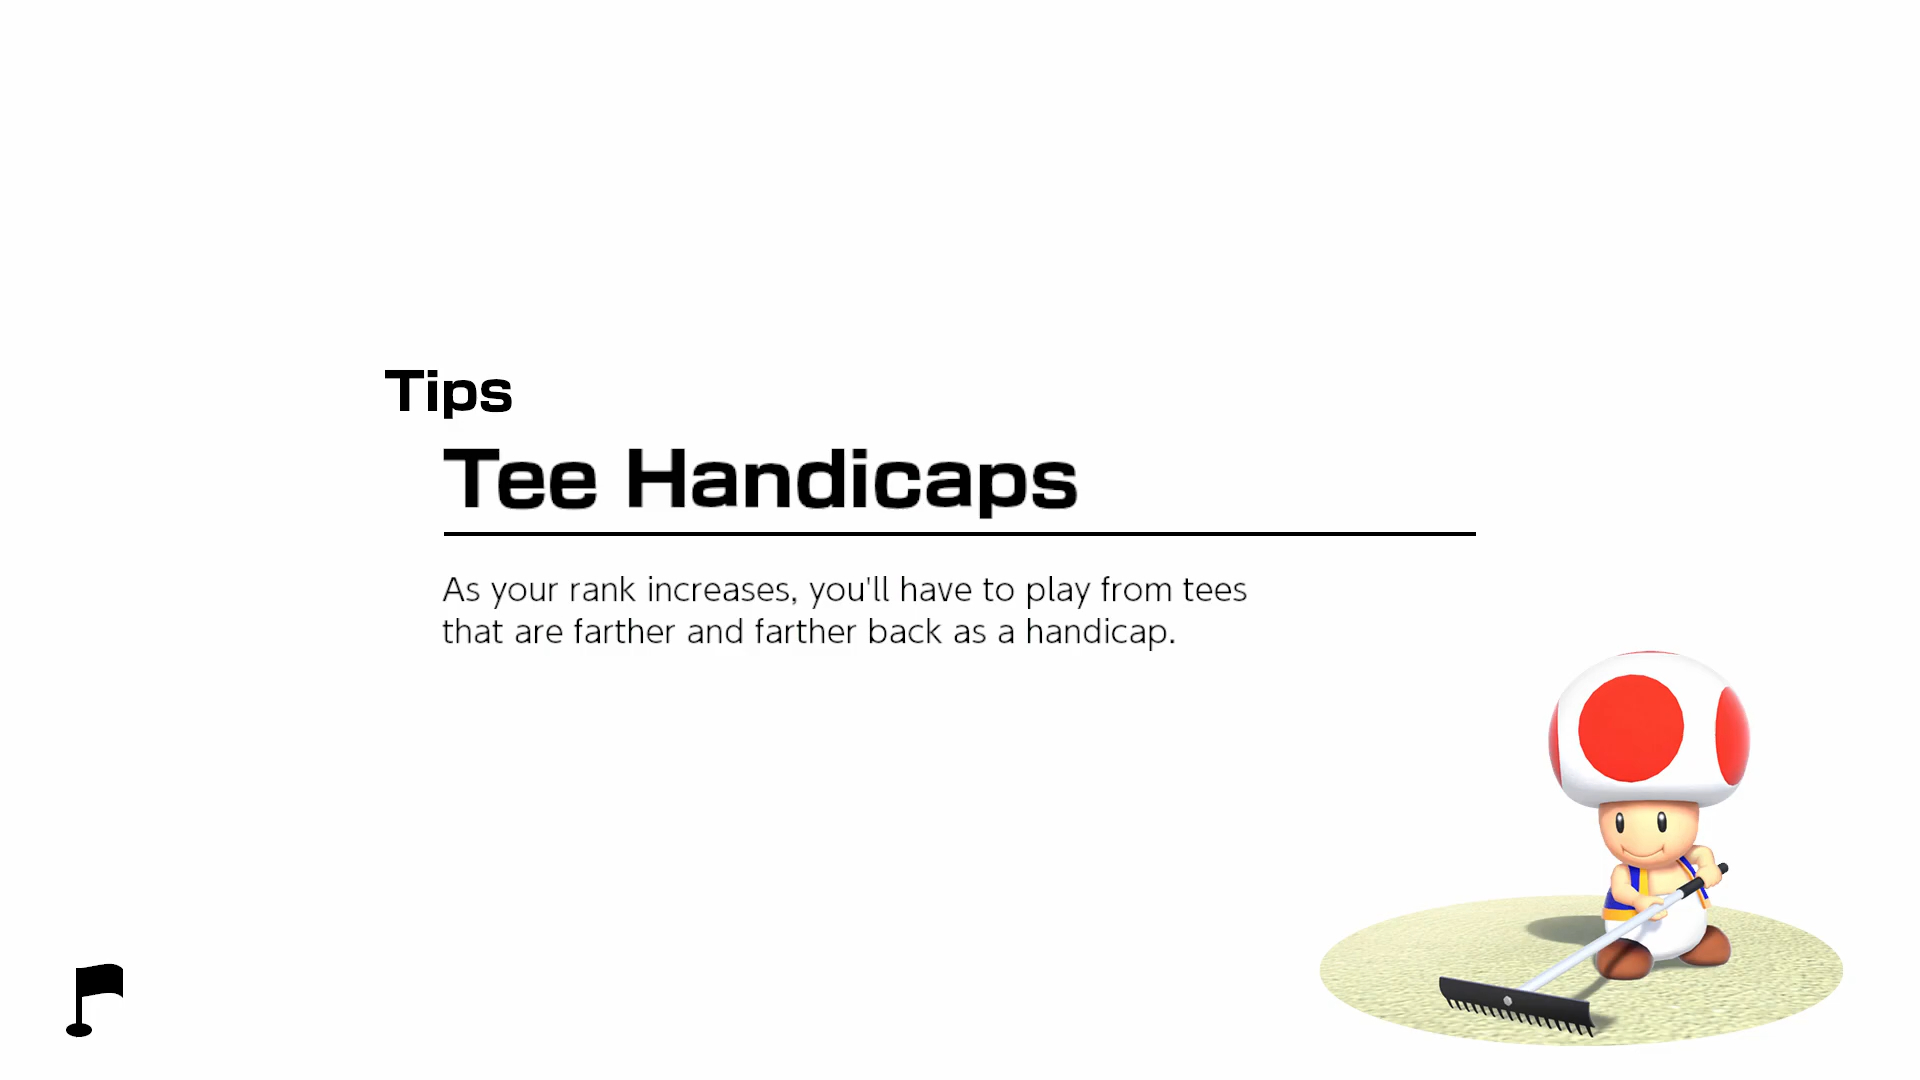 Tips
Tee Handicaps
As your rank increases, you'll have to play from tees
that are farther and farther back as a handicap.